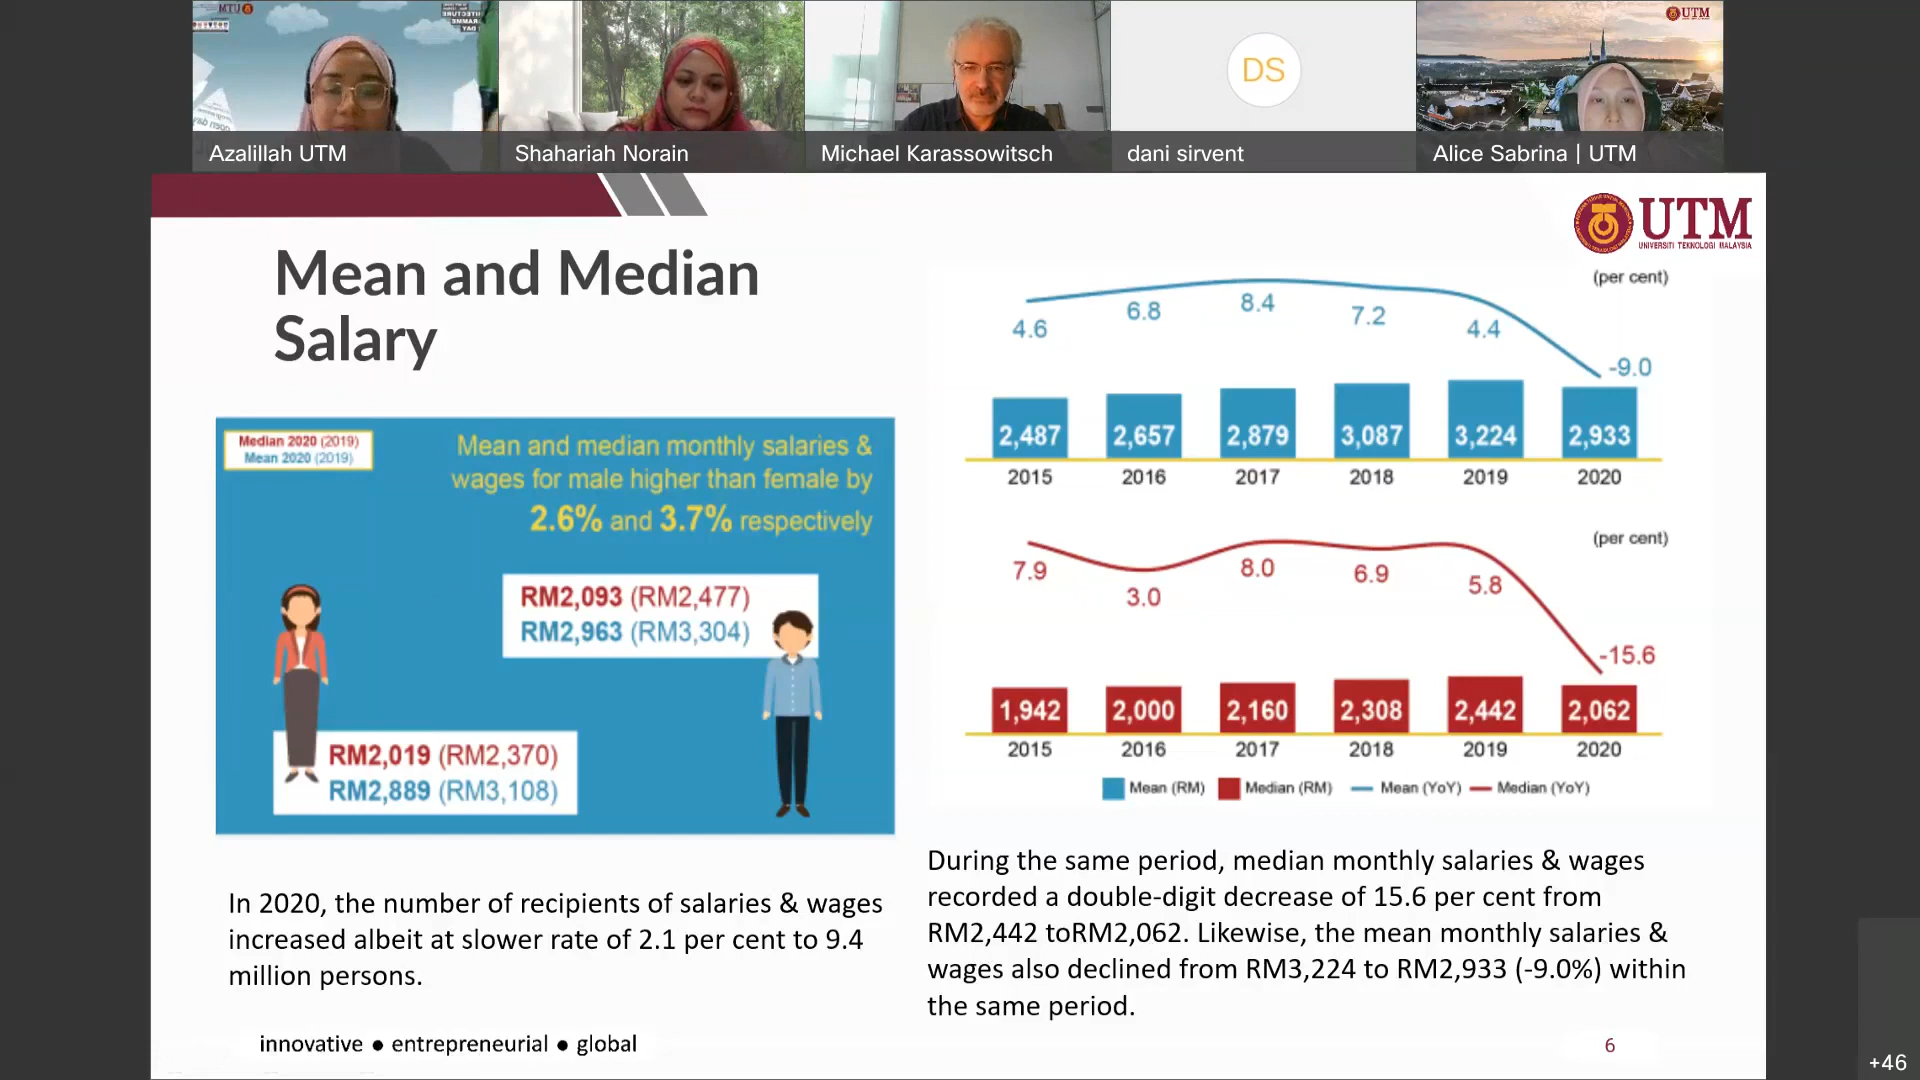 UTM
UTM
Azalillah UTM
Shahariah Norain
Michael Karassowitsch
DS
dani sirvent
Alice Sabrina | UTM
UTM
UNIVERSITI TEKNOLOGI MALAYSIA
Mean and Median
Salary
Median 2020 (2019)
Mean 2020 (2019)
Mean and median monthly salaries &
wages for male higher than female by
2.6% and 3.7% respectively
RM2,093 (RM2,477)
RM2,963 (RM3,304)
RM2,019 (RM2,370)
RM2,889 (RM3,108)
In 2020, the number of recipients of salaries & wages
increased albeit at slower rate of 2.1 per cent to 9.4
million persons.
(per cent)
4.6 6.8 8.4 7.2 4.4 -9.0
2,487 2,657 2,879 3,087 3,224 2,933
2015 2016 2017 2018 2019 2020
(per cent)
7.9 3.0 8.0 6.9 5.8 -15.6
1,942 2,000 2,160 2,308 2,442 2,062
2015 2016 2017 2018 2019 2020
Mean (RM) Median (RM) Mean (YoY) Median (YoY)
During the same period, median monthly salaries & wages
recorded a double-digit decrease of 15.6 per cent from
RM2,442 toRM2,062. Likewise, the mean monthly salaries &
wages also declined from RM3,224 to RM2,933 (-9.0%) within
the same period.
innovative ● entrepreneurial ● global
6
+46